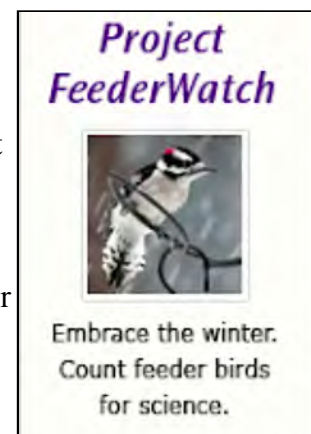 Project
FeederWatch
t
r
Embrace the winter.
Count feeder birds
for science.